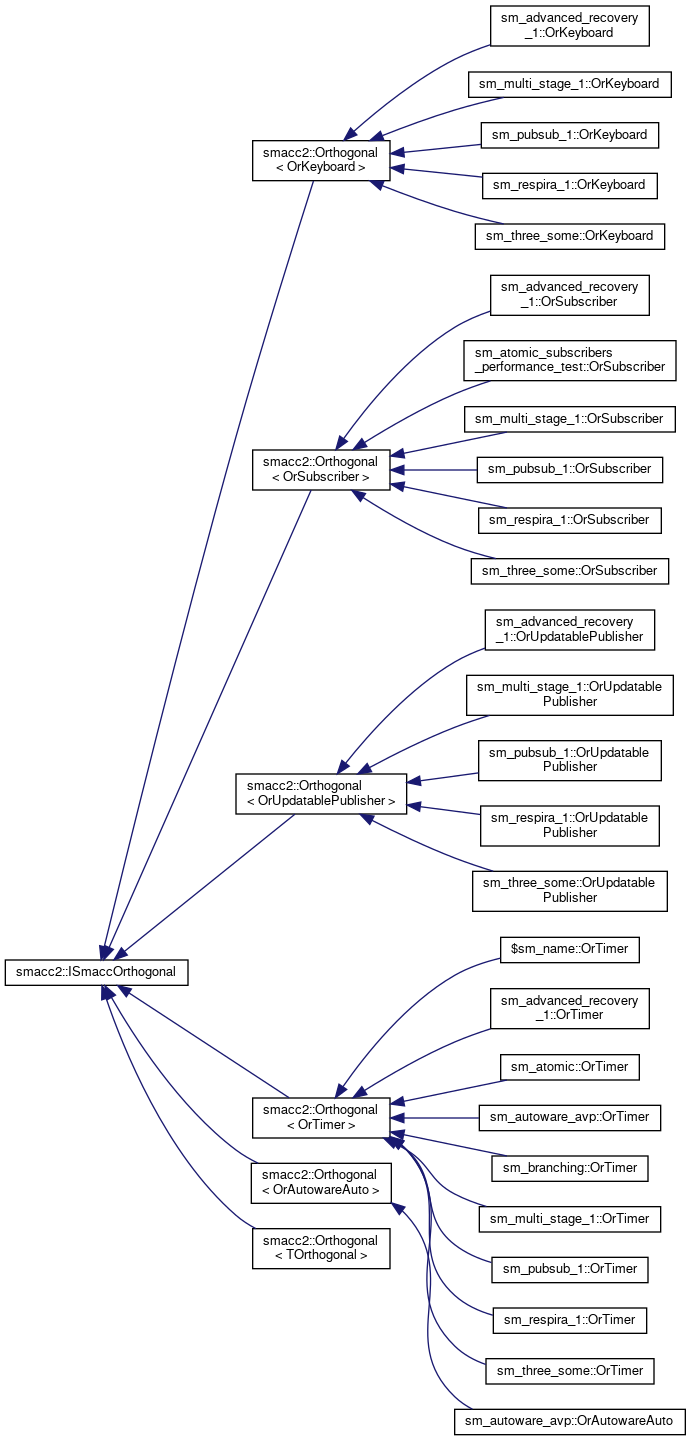 sm_advanced_recovery
_1::OrKeyboard
sm_multi_stage_1::OrKeyboard
sm_pubsub_1::OrKeyboard
smacc2::Orthogonal
< OrKeyboard >
sm_respira_1::OrKeyboard
sm_three_some::OrKeyboard
sm_advanced_recovery
_1::OrSubscriber
sm_atomic_subscribers
_performance_test::OrSubscriber
sm_multi_stage_1::OrSubscriber
smacc2::Orthogonal
< OrSubscriber >
sm_pubsub_1::OrSubscriber
sm_respira_1::OrSubscriber
sm_three_some::OrSubscriber
sm_advanced_recovery
_1::OrUpdatablePublisher
sm_multi_stage_1::OrUpdatable
Publisher
sm_pubsub_1::OrUpdatable
Publisher
smacc2::Orthogonal
< OrUpdatablePublisher >
sm_respira_1::OrUpdatable
Publisher
sm_three_some::OrUpdatable
Publisher
smacc2::ISmaccOrthogonal
$sm_name::OrTimer
sm_advanced_recovery
_1::OrTimer
sm_atomic::OrTimer
smacc2::Orthogonal
< OrTimer >
sm_autoware_avp::OrTimer
sm_branching::OrTimer
smacc2::Orthogonal
< OrAutowareAuto >
sm_multi_stage_1::OrTimer
smacc2::Orthogonal
< TOrthogonal >
sm_pubsub_1::OrTimer
sm_respira_1::OrTimer
sm_three_some::OrTimer
sm_autoware_avp::OrAutowareAuto